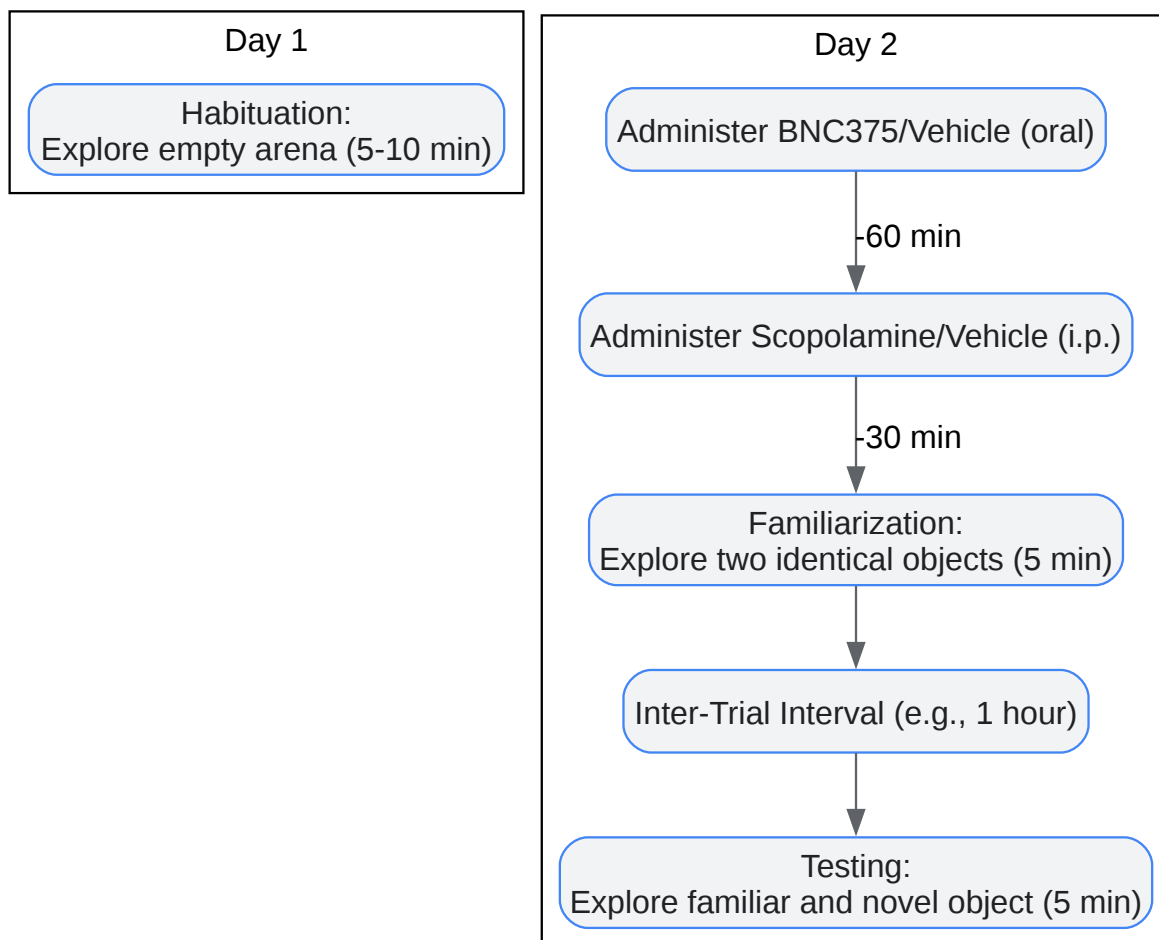 Day 1
Habituation:
Explore empty arena (5-10 min)
Day 2
Administer BNC375/Vehicle (oral)
-60 min
Administer Scopolamine/Vehicle (i.p.)
-30 min
Familiarization:
Explore two identical objects (5 min)
Inter-Trial Interval (e.g., 1 hour)
Testing:
Explore familiar and novel object (5 min)